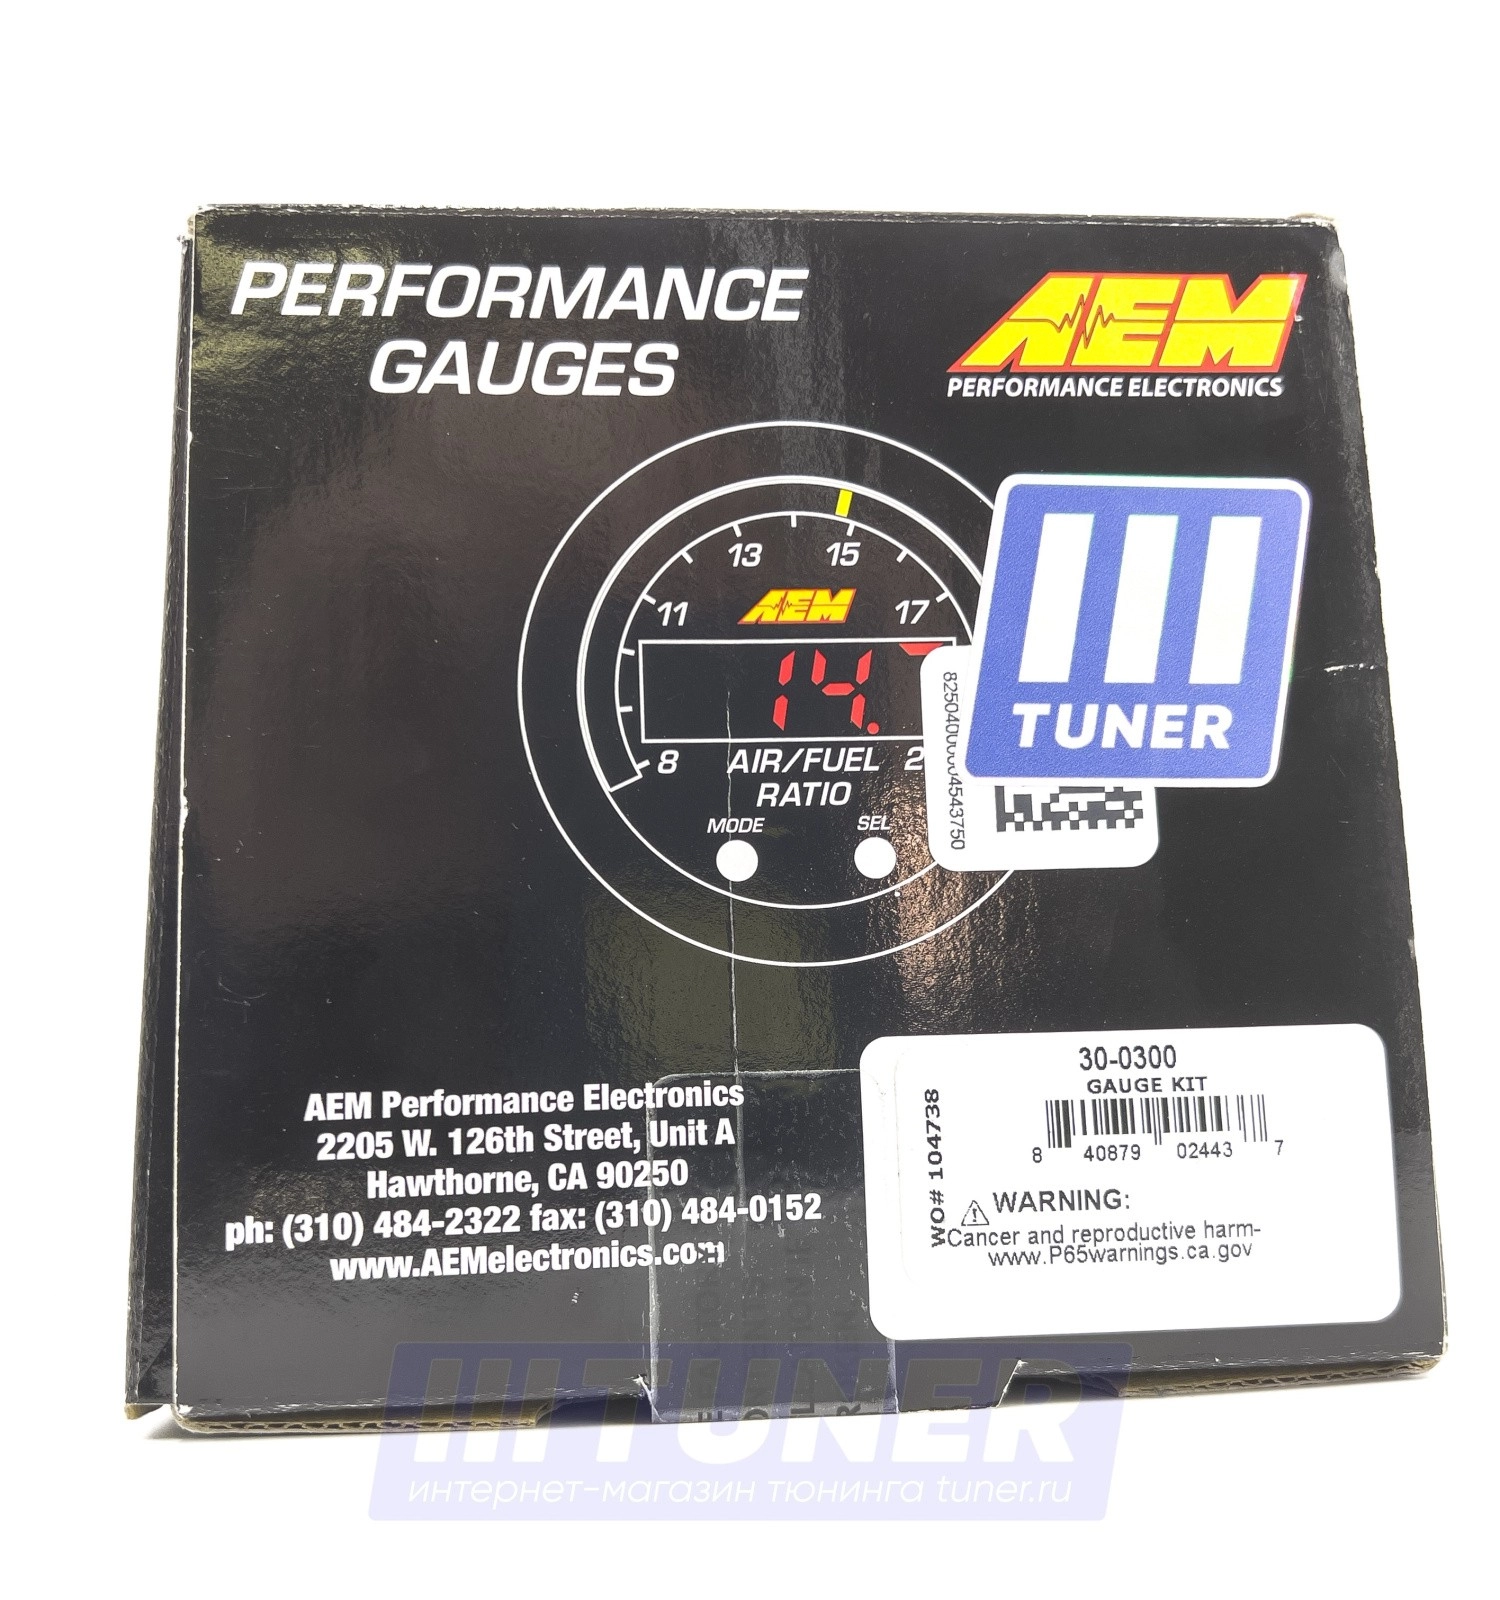 PERFORMANCE
GAUGES
AEM
PERFORMANCE ELECTRONICS
13
15
11
17
AEM
14.
8
AIR/FUEL
RATIO
MODE
SEL
TUNER
AEM Performance Electronics
2205 W. 126th Street, Unit A
Hawthorne, CA 90250
ph: (310) 484-2322 fax: (310) 484-0152
www.AEMelectronics.com
30-0300
GAUGE KIT
8 40879 02443 7
WO# 104738
WARNING:
Cancer and reproductive harm-
www.P65warnings.ca.gov
TUNER
интернет-магазин тюнинга tuner.ru